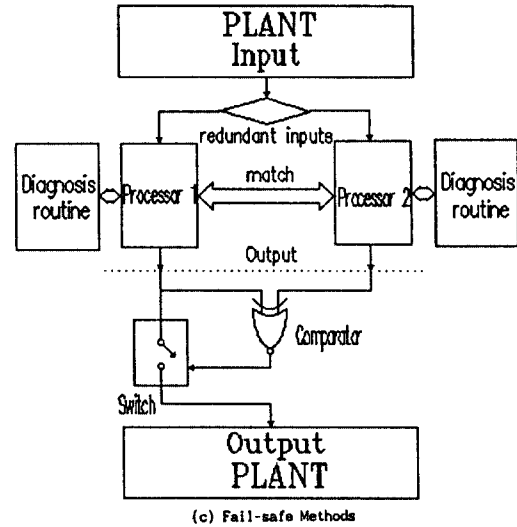 PLANT
Input
redundant inputs
Diagnosis
routine
Processor 1
match
Processor 2
Diagnosis
routine
Output
Comparator
Switch
Output
PLANT
(c) Fail-safe Methods